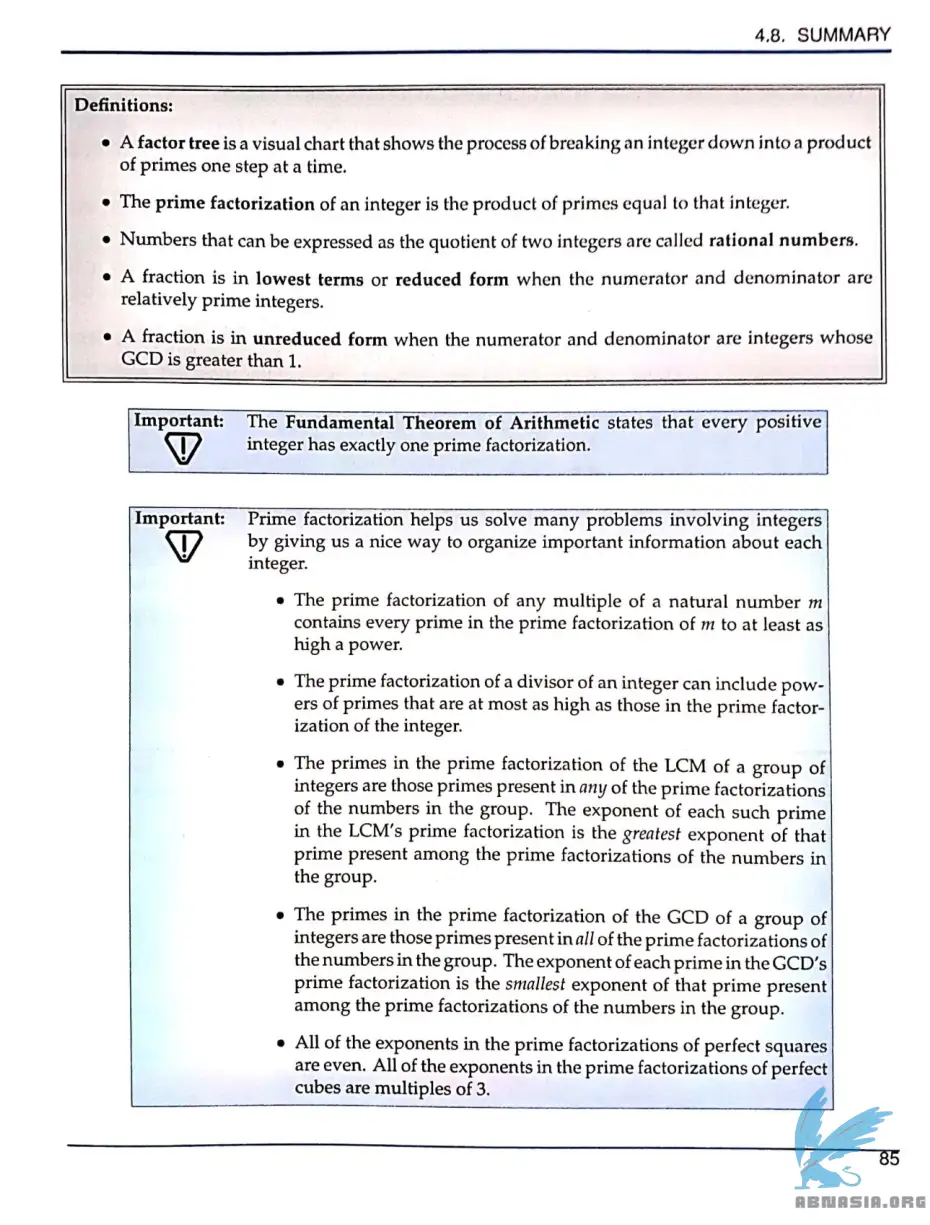 4.8. SUMMARY
Definitions:
• A factor tree is a visual chart that shows the process of breaking an integer down into a product
of primes one step at a time.
• The prime factorization of an integer is the product of primes equal to that integer.
• Numbers that can be expressed as the quotient of two integers are called rational numbers.
• A fraction is in lowest terms or reduced form when the numerator and denominator are
relatively prime integers.
• A fraction is in unreduced form when the numerator and denominator are integers whose
GCD is greater than 1.
Important: The Fundamental Theorem of Arithmetic states that every positive
integer has exactly one prime factorization.
Important: Prime factorization helps us solve many problems involving integers
by giving us a nice way to organize important information about each
integer.
• The prime factorization of any multiple of a natural number m
contains every prime in the prime factorization of m to at least as
high a power.
• The prime factorization of a divisor of an integer can include pow-
ers of primes that are at most as high as those in the prime factor-
ization of the integer.
• The primes in the prime factorization of the LCM of a group of
integers are those primes present in any of the prime factorizations
of the numbers in the group. The exponent of each such prime
in the LCM's prime factorization is the greatest exponent of that
prime present among the prime factorizations of the numbers in
the group.
• The primes in the prime factorization of the GCD of a group of
integers are those primes present in all of the prime factorizations of
the numbers in the group. The exponent of each prime in the GCD's
prime factorization is the smallest exponent of that prime present
among the prime factorizations of the numbers in the group.
• All of the exponents in the prime factorizations of perfect squares
are even. All of the exponents in the prime factorizations of perfect
cubes are multiples of 3.
85
ABNASIA.ORG